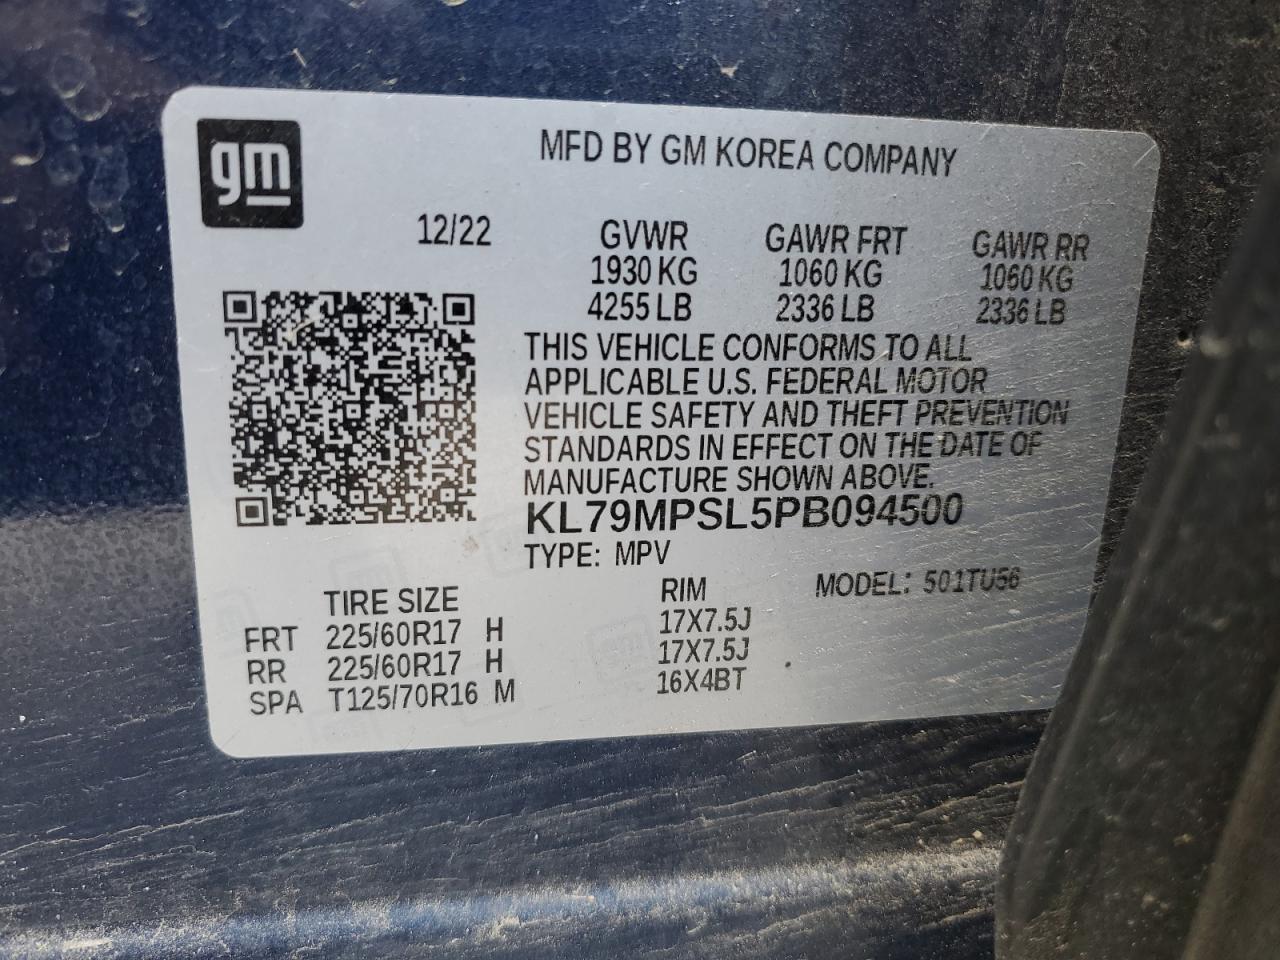 gm
MFD BY GM KOREA COMPANY
12/22 GVWR GAWR FRT GAWR RR
1930 KG 1060 KG 1060 KG
4255 LB 2336 LB 2336 LB
THIS VEHICLE CONFORMS TO ALL
APPLICABLE U.S. FEDERAL MOTOR
VEHICLE SAFETY AND THEFT PREVENTION
STANDARDS IN EFFECT ON THE DATE OF
MANUFACTURE SHOWN ABOVE.
KL79MPSL5PB094500
TYPE: MPV
MODEL: 501TU56
TIRE SIZE RIM
FRT 225/60R17 H 17X7.5J
RR 225/60R17 H 17X7.5J
SPA T125/70R16 M 16X4BT